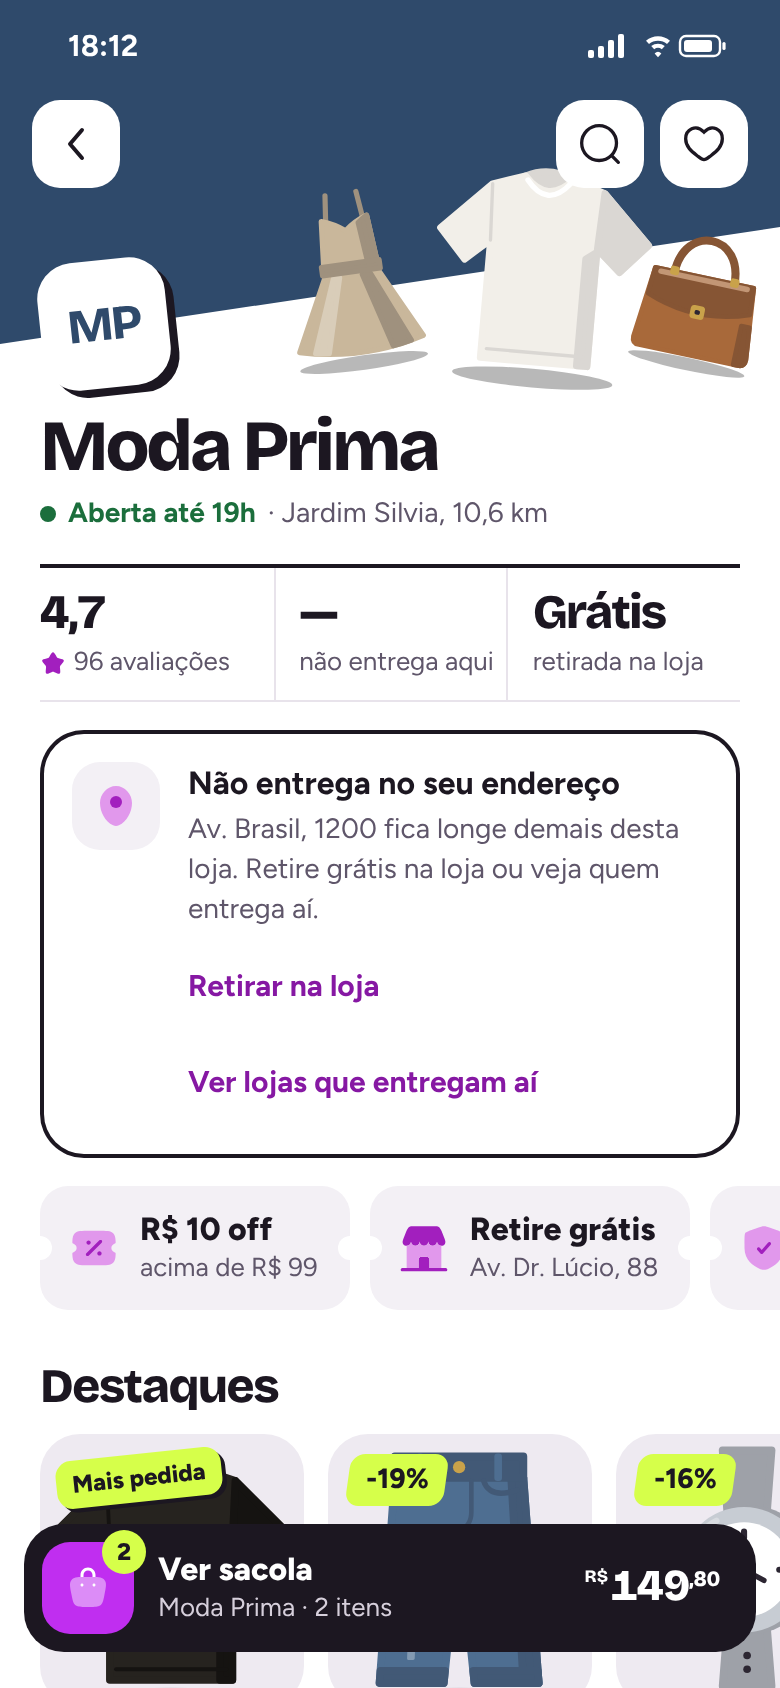 18:12
MP
Moda Prima
Aberta até 19h · Jardim Silvia, 10,6 km
4,7
96 avaliações
—
não entrega aqui
Grátis
retirada na loja
Não entrega no seu endereço
Av. Brasil, 1200 fica longe demais desta
loja. Retire grátis na loja ou veja quem
entrega aí.
Retirar na loja
Ver lojas que entregam aí
R$ 10 off
acima de R$ 99
Retire grátis
Av. Dr. Lúcio, 88
Destaques
Mais pedida
-19%
-16%
2
Ver sacola
Moda Prima · 2 itens
R$149,80